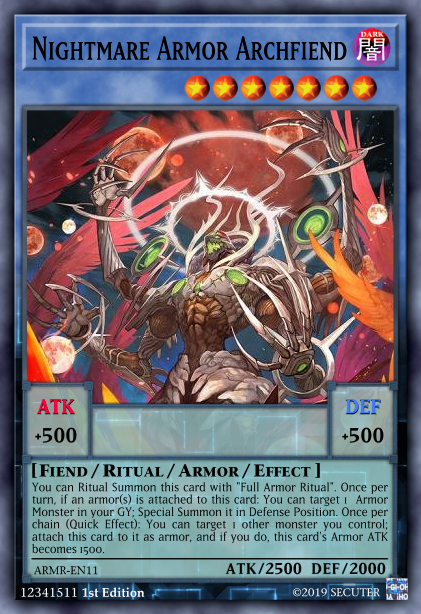 NIGHTMARE ARMOR ARCHFIEND
DARK
闇
ATK
+500
DEF
+500
[FIEND / RITUAL / ARMOR / EFFECT ]
You can Ritual Summon this card with "Full Armor Ritual". Once per
turn, if an armor(s) is attached to this card: You can target 1 Armor
Monster in your GY; Special Summon it in Defense Position. Once per
chain (Quick Effect): You can target 1 other monster you control;
attach this card to it as armor, and if you do, this card's Armor ATK
becomes 1500.
ARMR-EN11
ATK/2500 DEF/2000
12341511 1st Edition
©2019 SECUTER